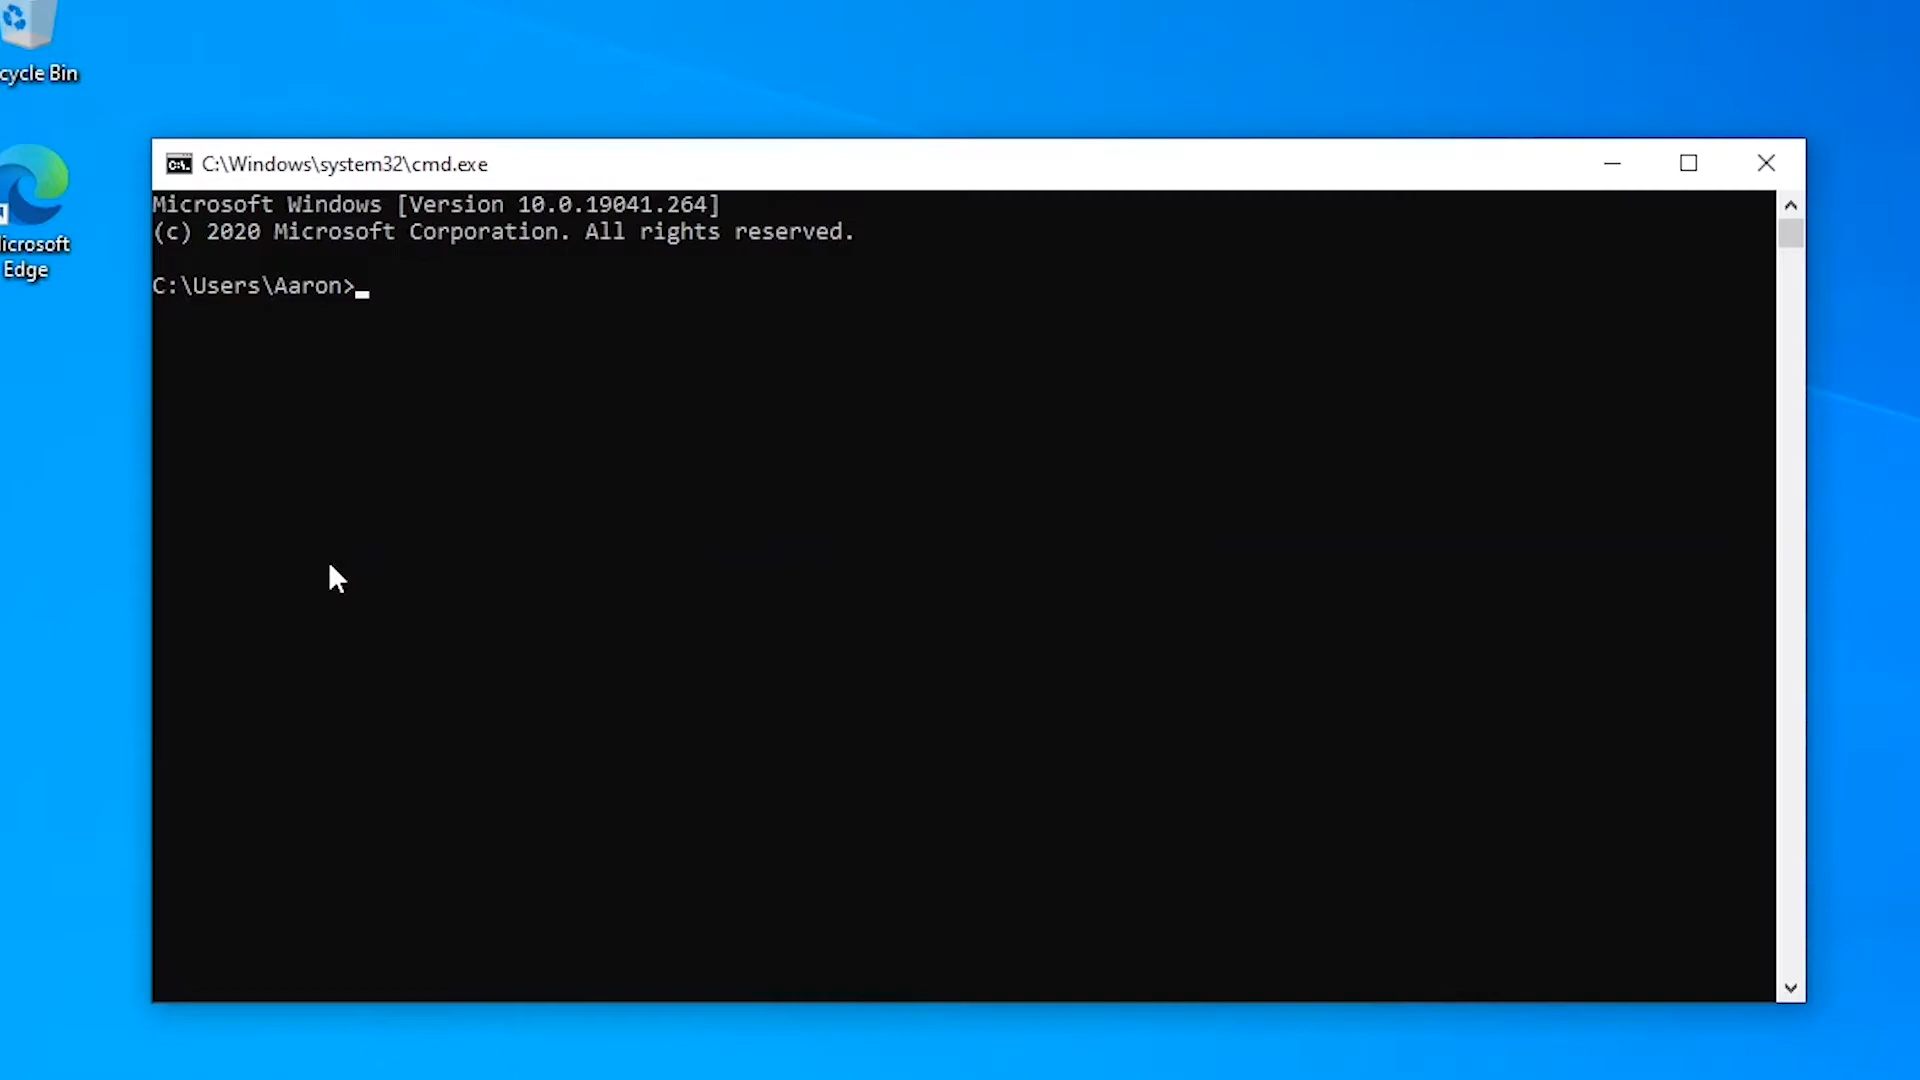 cycle Bin
icrosoft
Edge
C:\Windows\system32\cmd.exe
Microsoft Windows [Version 10.0.19041.264]
(c) 2020 Microsoft Corporation. All rights reserved.
C:\Users\Aaron>